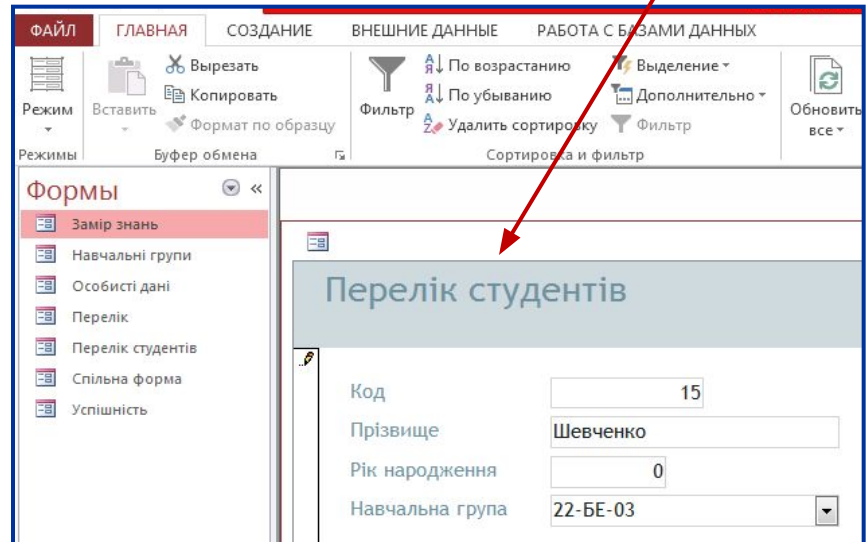 ФАЙЛ ГЛАВНАЯ СОЗДАНИЕ ВНЕШНИЕ ДАННЫЕ РАБОТА С БАЗАМИ ДАННЫХ
Режим
Вставить
Вырезать
Копировать
Формат по образцу
Фильтр
По возрастанию
По убыванию
Удалить сортировку
Выделение
Дополнительно
Фильтр
Обновить
все
Режимы Буфер обмена Сортировка и фильтр
Формы
Замір знань
Навчальні групи
Особисті дані
Перелік
Перелік студентів
Спільна форма
Успішність
Перелік студентів
Код 15
Прізвище Шевченко
Рік народження 0
Навчальна група 22-БЕ-03